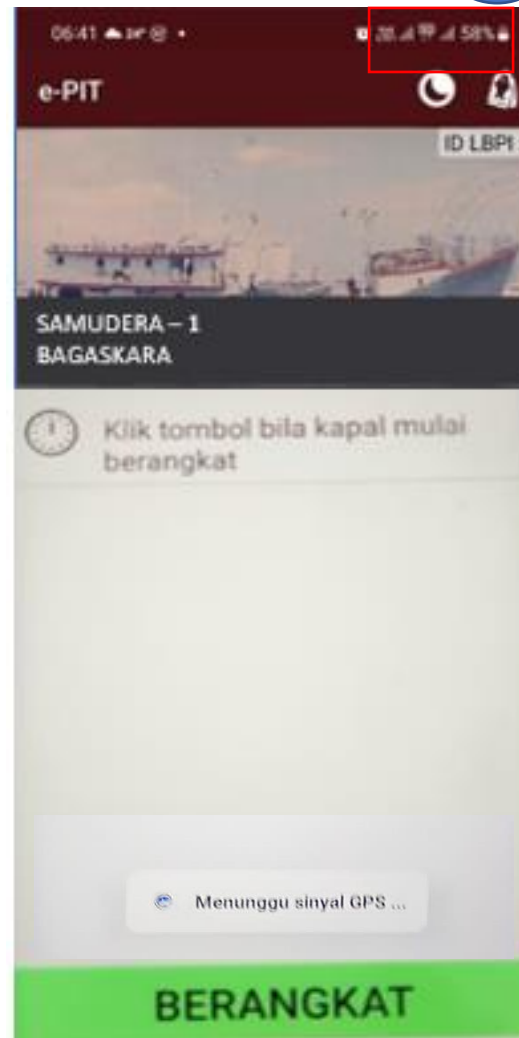 06:41
58%
e-PIT
ID LBPI
SAMUDERA – 1
BAGASKARA
Klik tombol bila kapal mulai
berangkat
Menunggu sinyal GPS ...
BERANGKAT